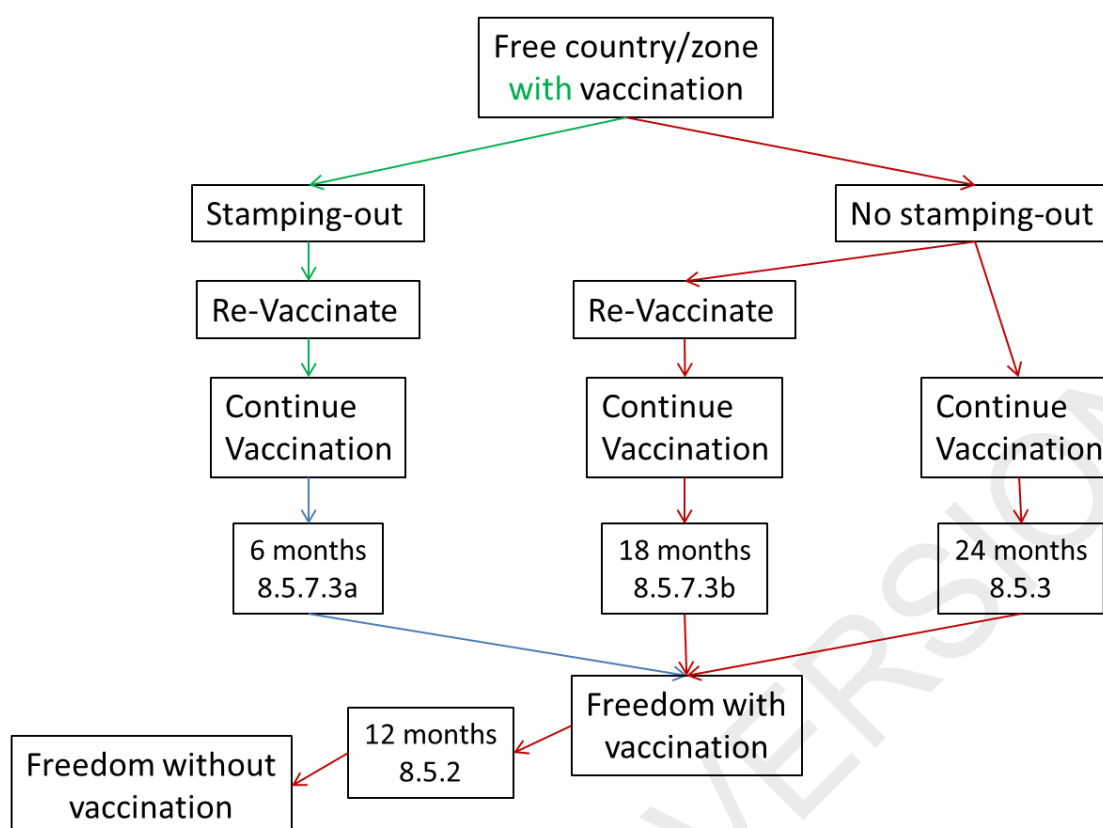 Free country/zone
with vaccination
Stamping-out
No stamping-out
Re-Vaccinate
Re-Vaccinate
Continue
Vaccination
Continue
Vaccination
Continue
Vaccination
6 months
8.5.7.3a
18 months
8.5.7.3b
24 months
8.5.3
Freedom with
vaccination
12 months
8.5.2
Freedom without
vaccination
VERSION